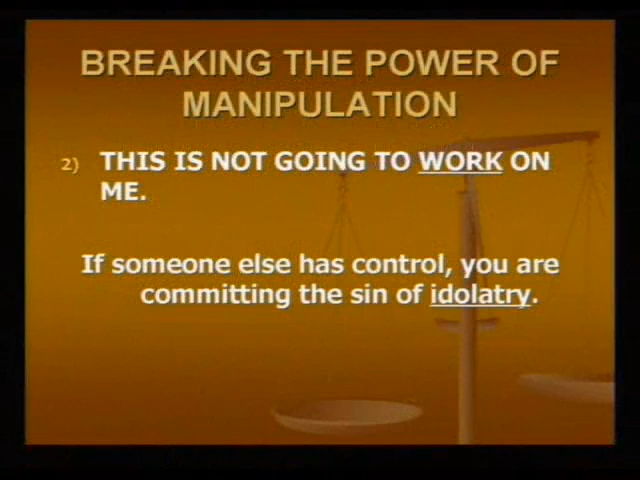 BREAKING THE POWER OF
MANIPULATION
2) THIS IS NOT GOING TO WORK ON
ME.
If someone else has control, you are
committing the sin of idolatry.